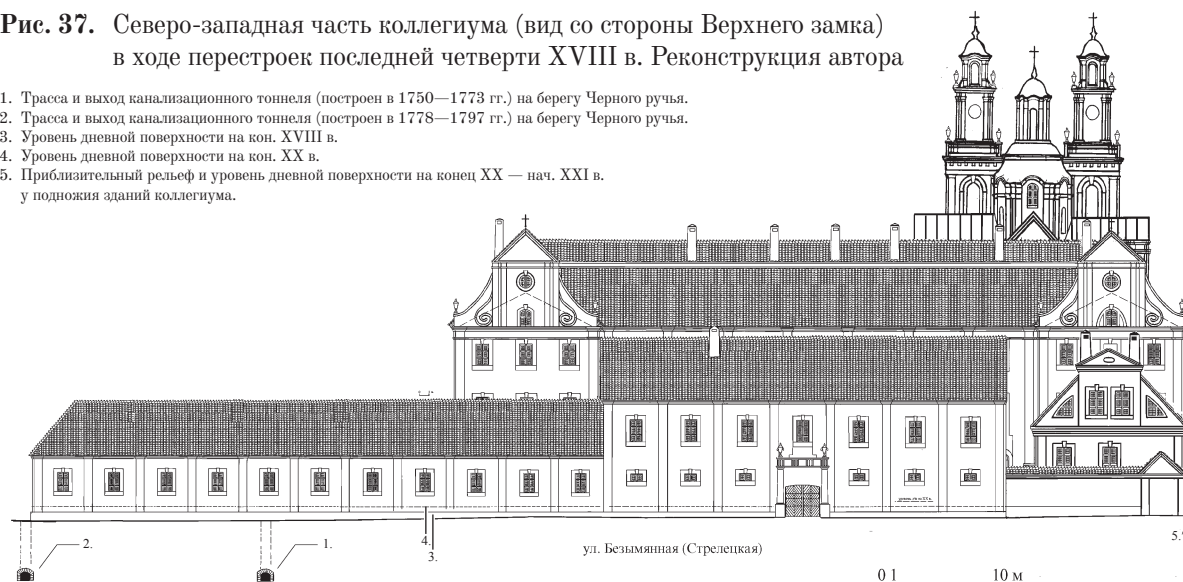 Рис. 37. Северо-западная часть коллегиума (вид со стороны Верхнего замка)
в ходе перестроек последней четверти XVIII в. Реконструкция автора
1. Трасса и выход канализационного тоннеля (построен в 1750—1773 гг.) на берегу Черного ручья.
2. Трасса и выход канализационного тоннеля (построен в 1778—1797 гг.) на берегу Черного ручья.
3. Уровень дневной поверхности на кон. XVIII в.
4. Уровень дневной поверхности на кон. XX в.
5. Приблизительный рельеф и уровень дневной поверхности на конец XX — нач. XXI в.
у подножия зданий коллегиума.
2.
1.
4.
3.
ул. Безымянная (Стрелецкая)
5.
0 1 10 м